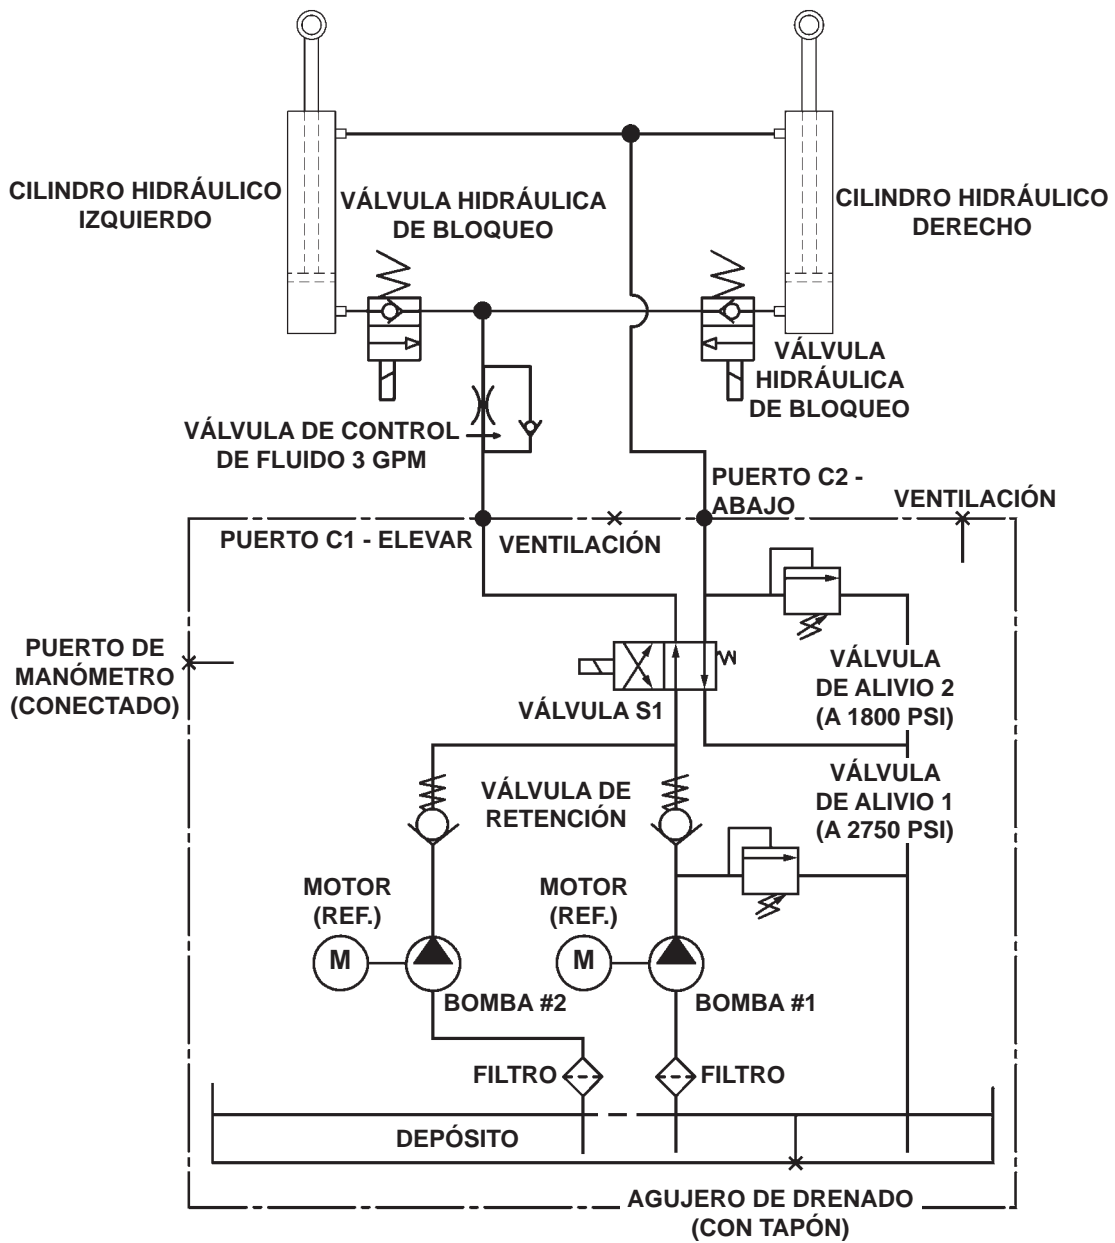 CILINDRO HIDRÁULICO
IZQUIERDO
VÁLVULA HIDRÁULICA
DE BLOQUEO
CILINDRO HIDRÁULICO
DERECHO
VÁLVULA
HIDRÁULICA
DE BLOQUEO
VÁLVULA DE CONTROL
DE FLUIDO 3 GPM
PUERTO C2 -
ABAJO
VENTILACIÓN
PUERTO C1 - ELEVAR
VENTILACIÓN
PUERTO DE
MANÓMETRO
(CONECTADO)
VÁLVULA
DE ALIVIO 2
(A 1800 PSI)
VÁLVULA S1
VÁLVULA DE
RETENCIÓN
VÁLVULA
DE ALIVIO 1
(A 2750 PSI)
MOTOR
(REF.)
M
BOMBA #2
MOTOR
(REF.)
M
BOMBA #1
FILTRO
FILTRO
DEPÓSITO
AGUJERO DE DRENADO
(CON TAPÓN)